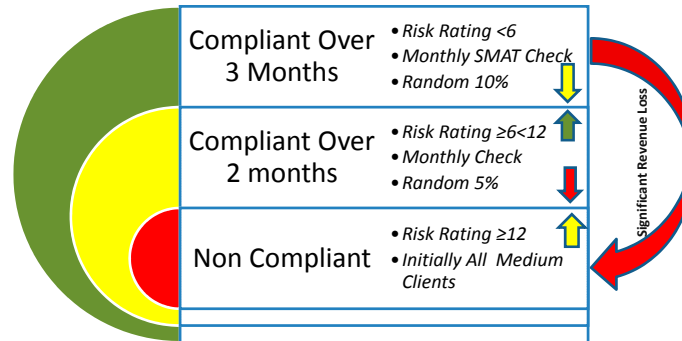 Compliant Over
3 Months
• Risk Rating <6
• Monthly SMAT Check
• Random 10%
Compliant Over
2 months
• Risk Rating ≥6<12
• Monthly Check
• Random 5%
Non Compliant
• Risk Rating ≥12
• Initially All Medium
Clients
Significant Revenue Loss